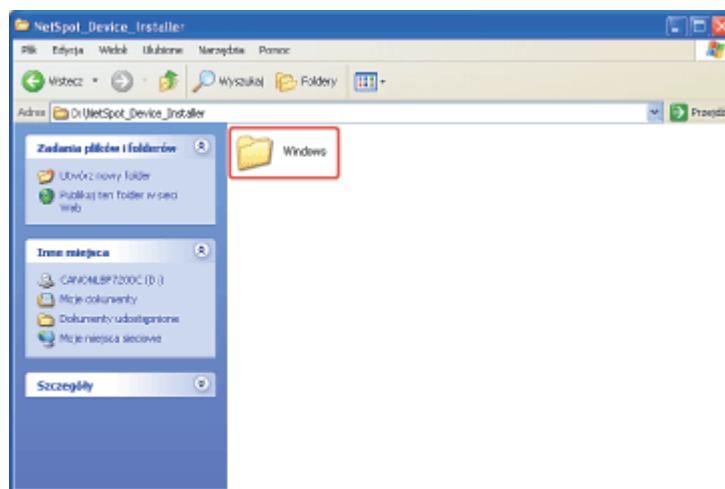 NetSpot_Device_Installer
Plik Edycja Widok Ulubione Narzędzia Pomoc
Wstecz Wyszukaj Foldery
Adres D:\NetSpot_Device_Installer Przejdź
Zadania plików i folderów
Utwórz nowy folder
Publikuj ten folder w sieci
Web
Windows
Inne miejsca
CANONLBP7200C (D:)
Moje dokumenty
Dokumenty udostępnione
Moje miejsca sieciowe
Szczegóły